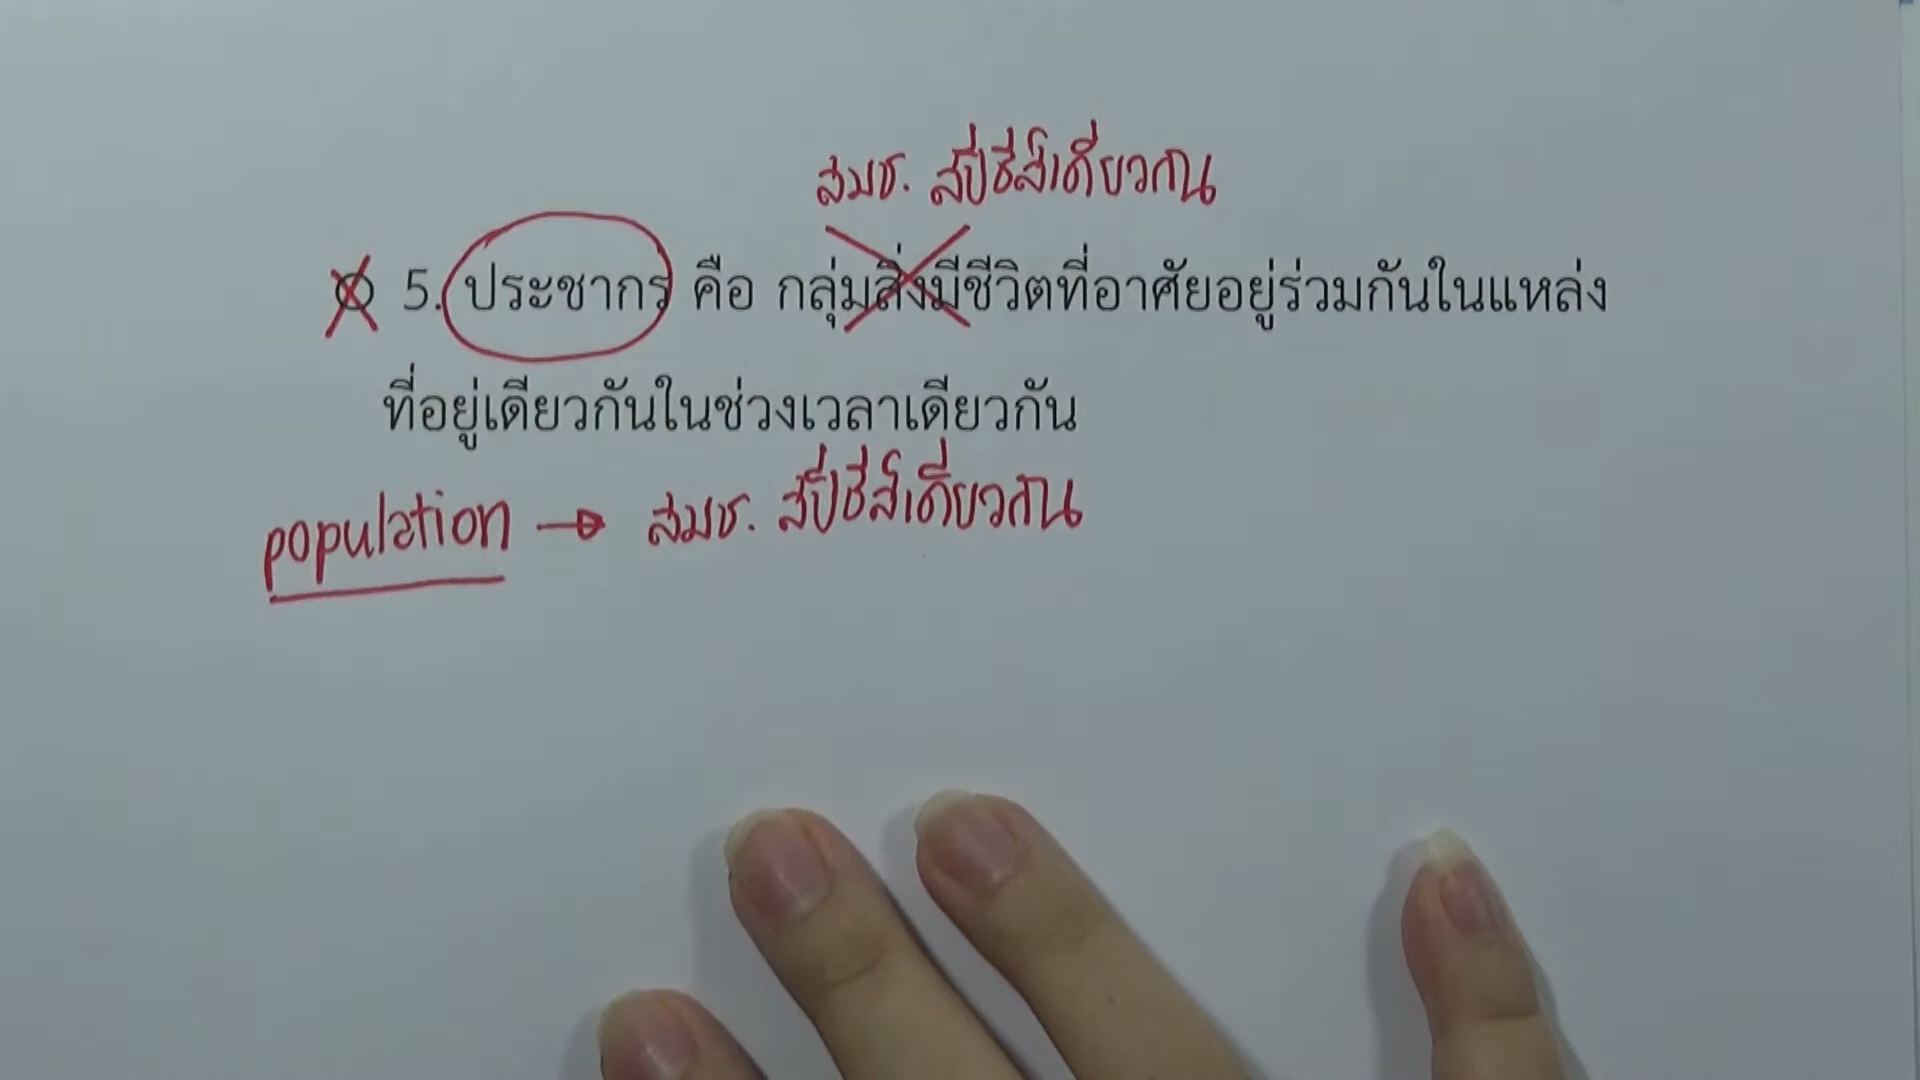 สมช. สปีชีส์เดียวกัน
5. ประชากร คือ กลุ่มสิ่งมีชีวิตที่อาศัยอยู่ร่วมกันในแหล่ง
ที่อยู่เดียวกันในช่วงเวลาเดียวกัน
population → สมช. สปีชีส์เดียวกัน